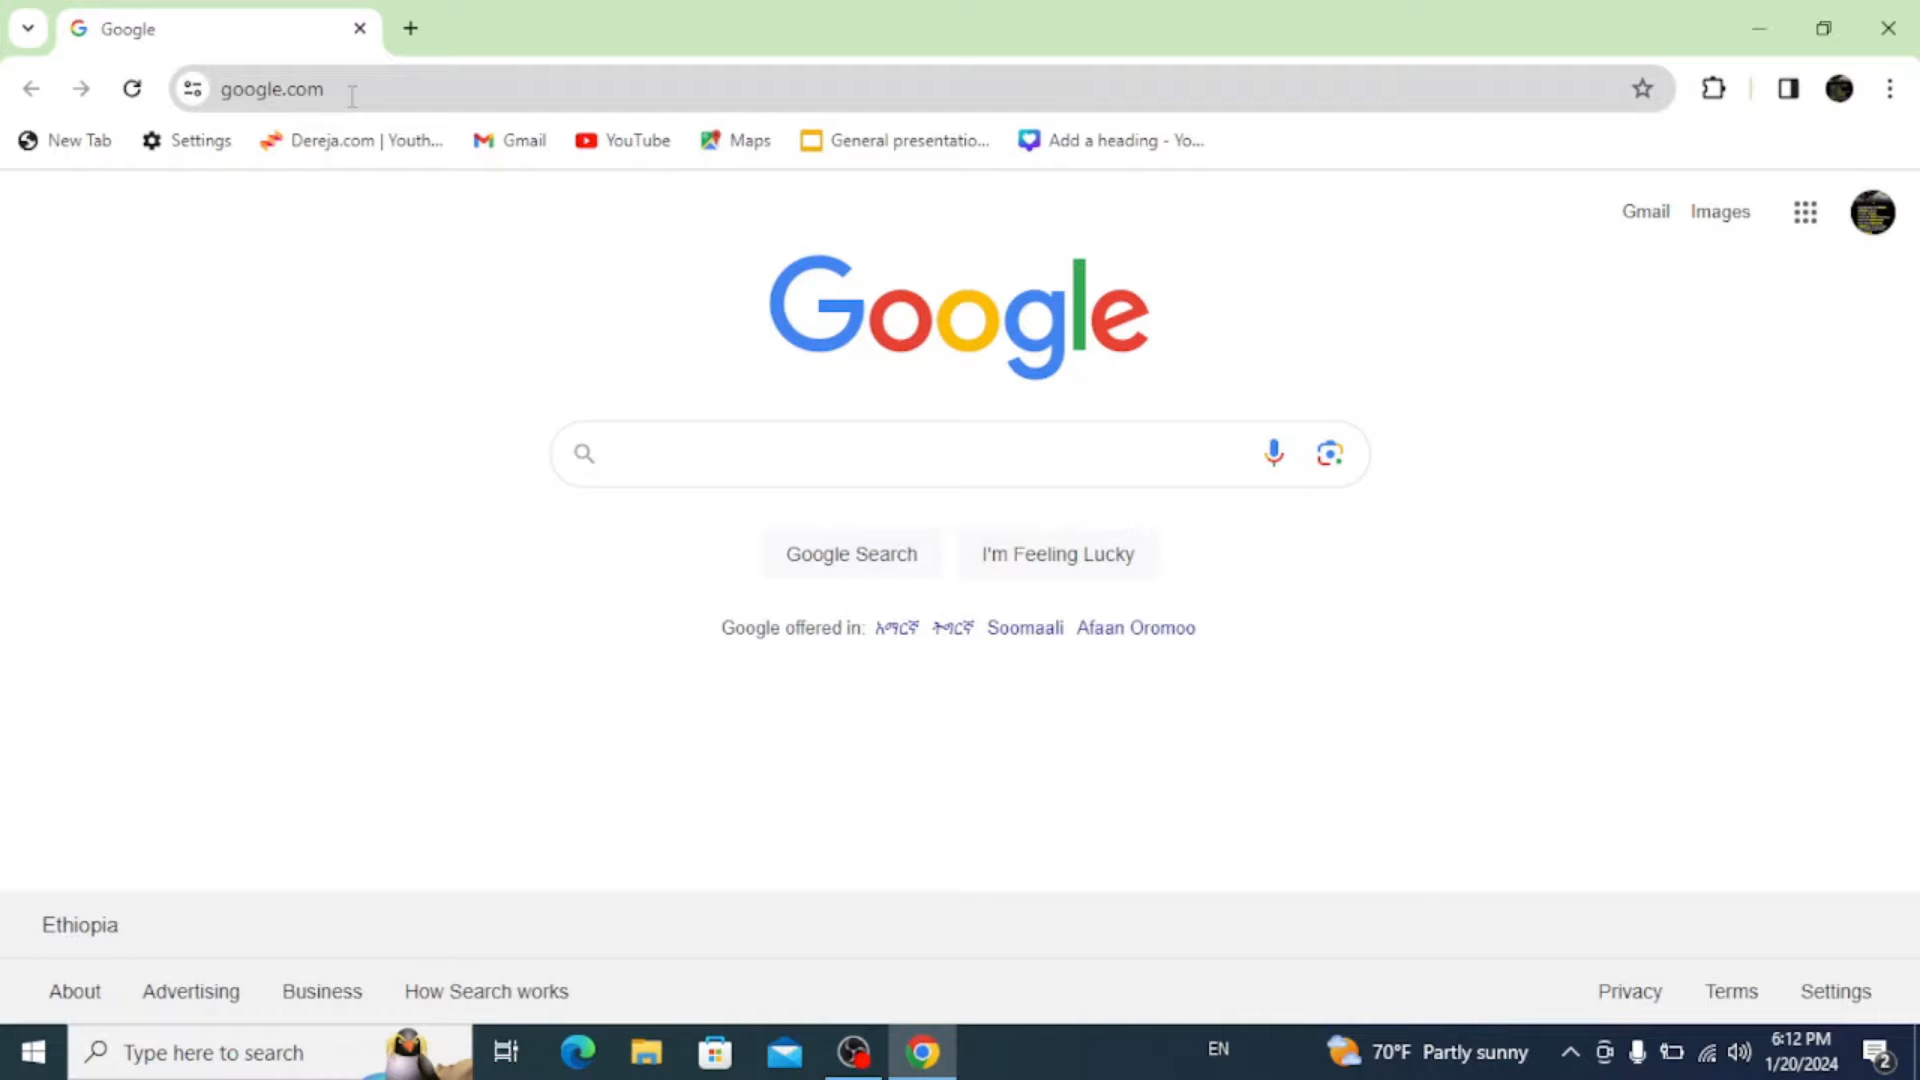 Google
google.com
New Tab Settings Dereja.com | Youth... Gmail YouTube Maps General presentatio... Add a heading - Yo...
Gmail Images
Google
Google Search I'm Feeling Lucky
Google offered in: አማርኛ ትግርኛ Soomaali Afaan Oromoo
Ethiopia
About Advertising Business How Search works Privacy Terms Settings
Type here to search EN 70°F Partly sunny 6:12 PM
1/20/2024 2